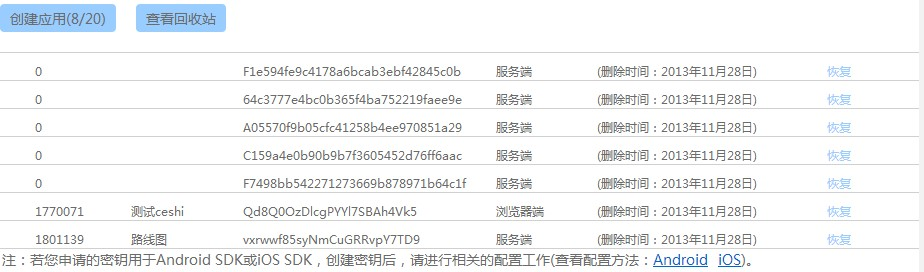 创建应用(8/20) 查看回收站
0 F1e594fe9c4178a6bcab3ebf42845c0b 服务端 (删除时间：2013年11月28日) 恢复
0 64c3777e4bc0b365f4ba752219faee9e 服务端 (删除时间：2013年11月28日) 恢复
0 A05570f9b05cfc41258b4ee970851a29 服务端 (删除时间：2013年11月28日) 恢复
0 C159a4e0b90b9b7f3605452d76ff6aac 服务端 (删除时间：2013年11月28日) 恢复
0 F7498bb542271273669b878971b64c1f 服务端 (删除时间：2013年11月28日) 恢复
1770071 测试ceshi Qd8Q0OzDlcgPYYl7SBAh4Vk5 浏览器端 (删除时间：2013年11月28日) 恢复
1801139 路线图 vxrwwf85syNmCuGRRvpY7TD9 服务端 (删除时间：2013年11月28日) 恢复
注：若您申请的密钥用于Android SDK或iOS SDK，创建密钥后，请进行相关的配置工作(查看配置方法：Android iOS)。